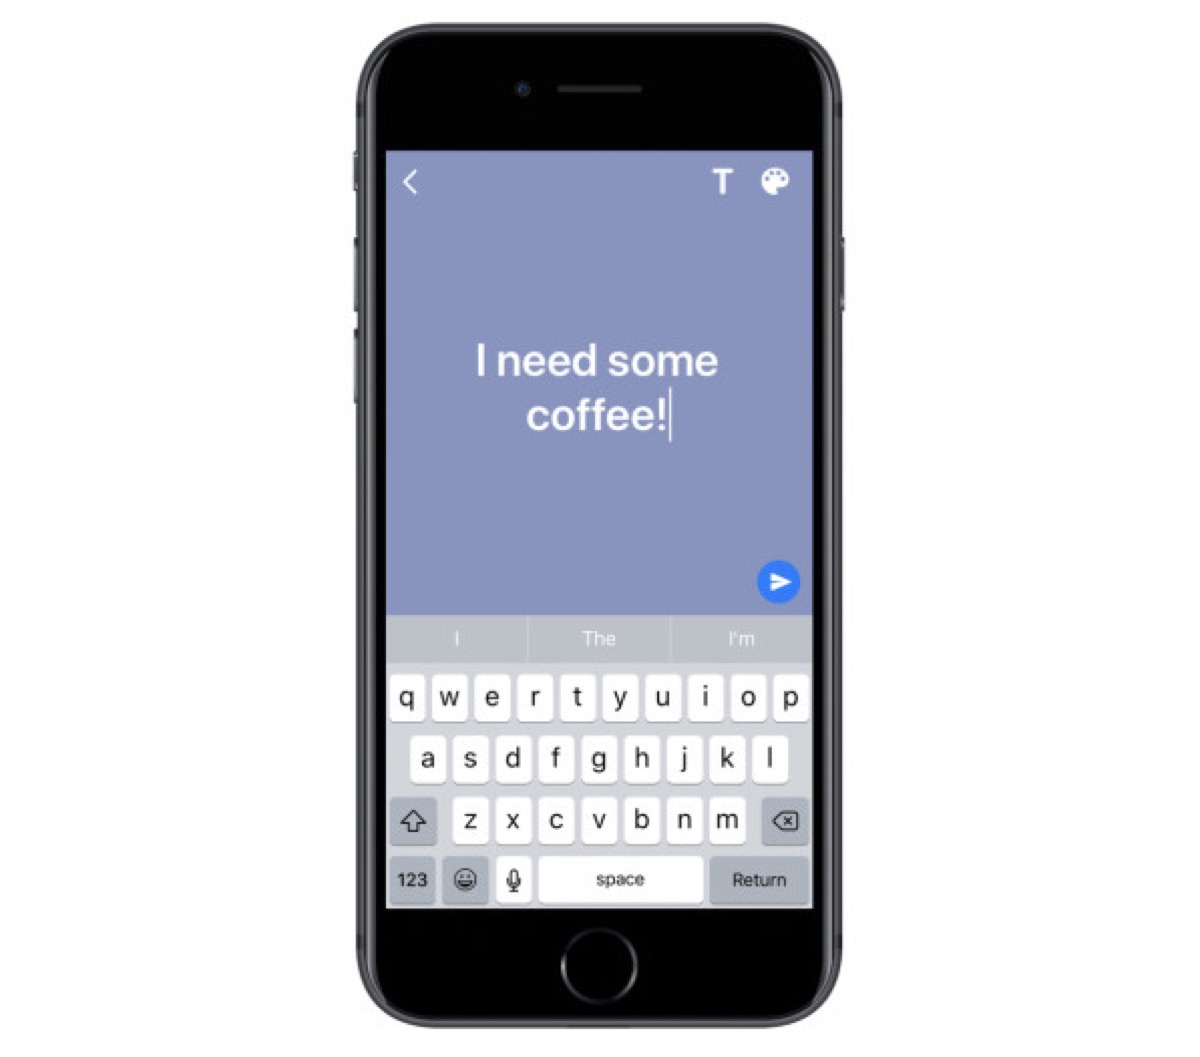 T
I need some
coffee!
I The I'm
q w e r t y u i o p
a s d f g h j k l
z x c v b n m
123 space Return